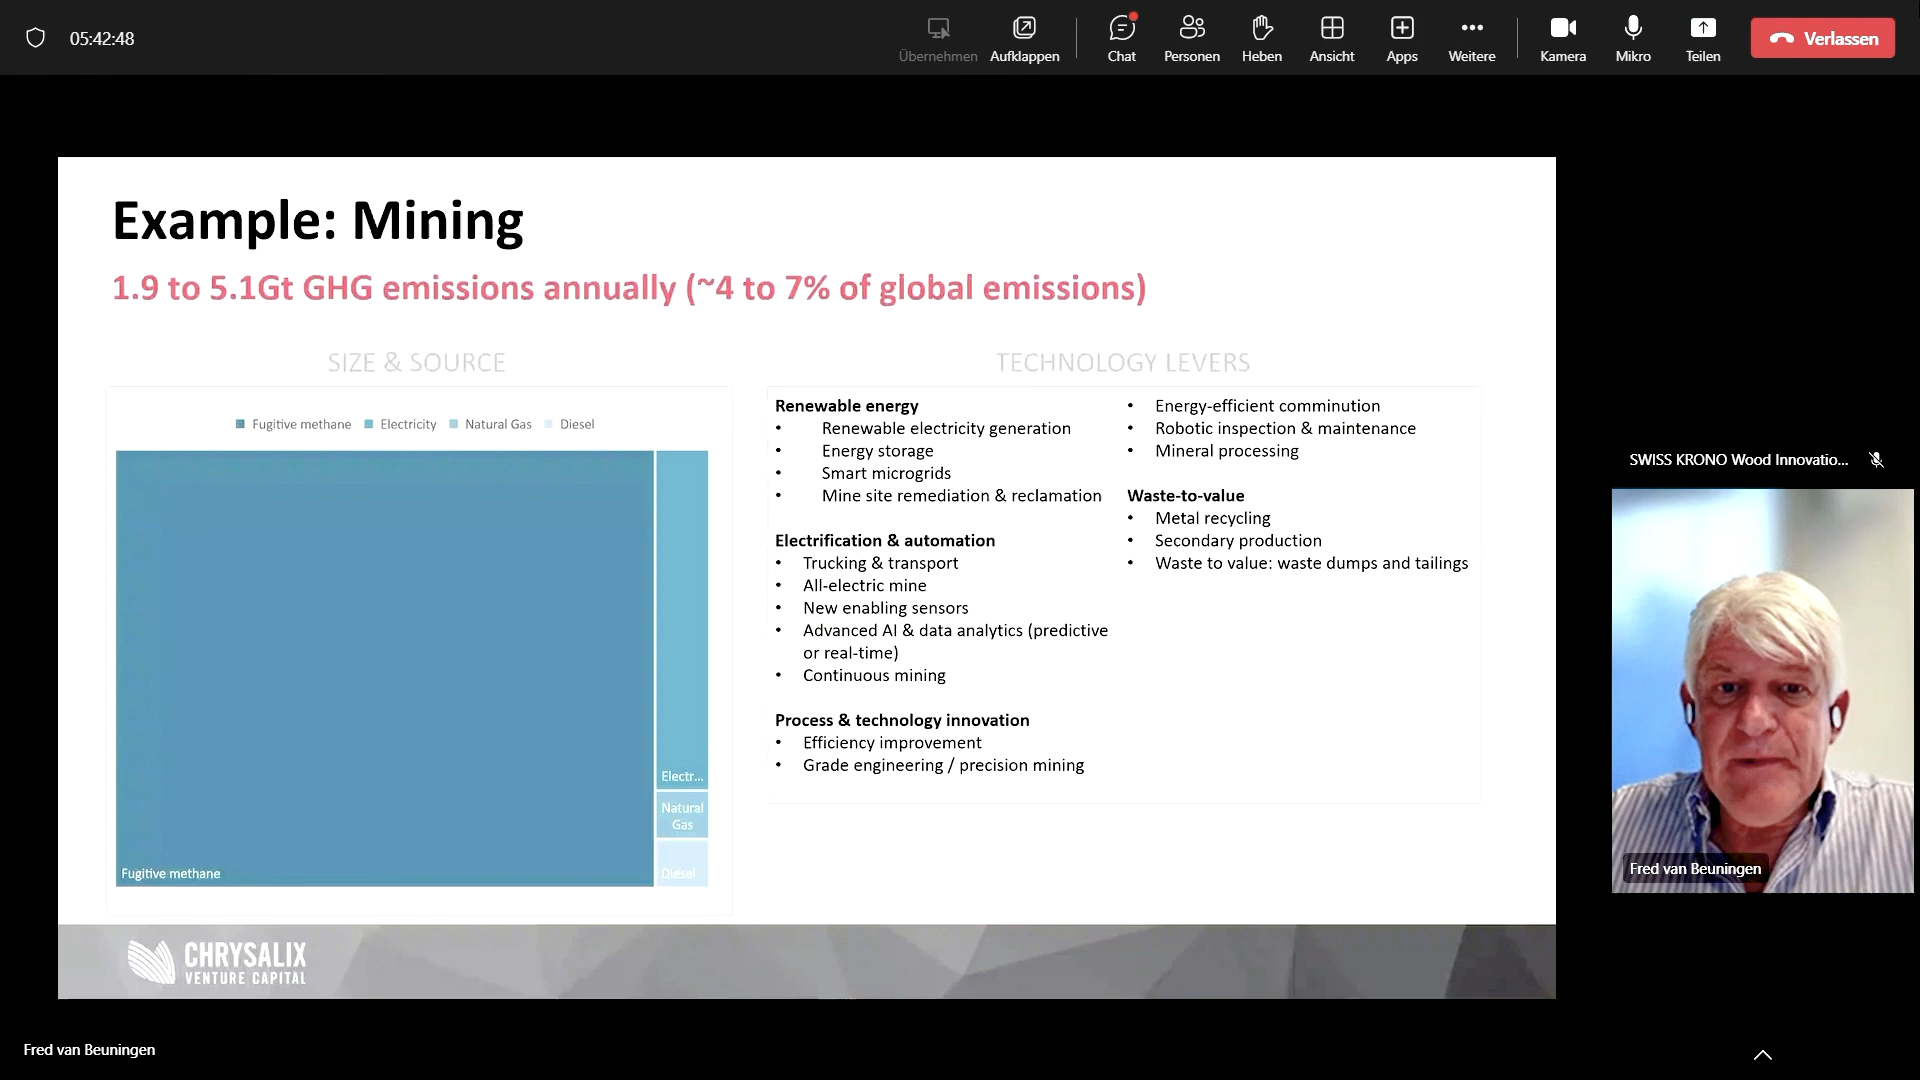 05:42:48
Übernehmen
Aufklappen
Chat
Personen
Heben
Ansicht
Apps
Weitere
Kamera
Mikro
Teilen
Verlassen
Example: Mining
1.9 to 5.1Gt GHG emissions annually (~4 to 7% of global emissions)
SIZE & SOURCE
Fugitive methane
Electricity
Natural Gas
Diesel
Electr...
Natural
Gas
Diesel
Fugitive methane
TECHNOLOGY LEVERS
Renewable energy
• Renewable electricity generation
• Energy storage
• Smart microgrids
• Mine site remediation & reclamation
Electrification & automation
• Trucking & transport
• All-electric mine
• New enabling sensors
• Advanced AI & data analytics (predictive
or real-time)
• Continuous mining
Process & technology innovation
• Efficiency improvement
• Grade engineering / precision mining
• Energy-efficient comminution
• Robotic inspection & maintenance
• Mineral processing
Waste-to-value
• Metal recycling
• Secondary production
• Waste to value: waste dumps and tailings
CHRYSALIX
VENTURE CAPITAL
SWISS KRONO Wood Innovatio...
Fred van Beuningen
Fred van Beuningen